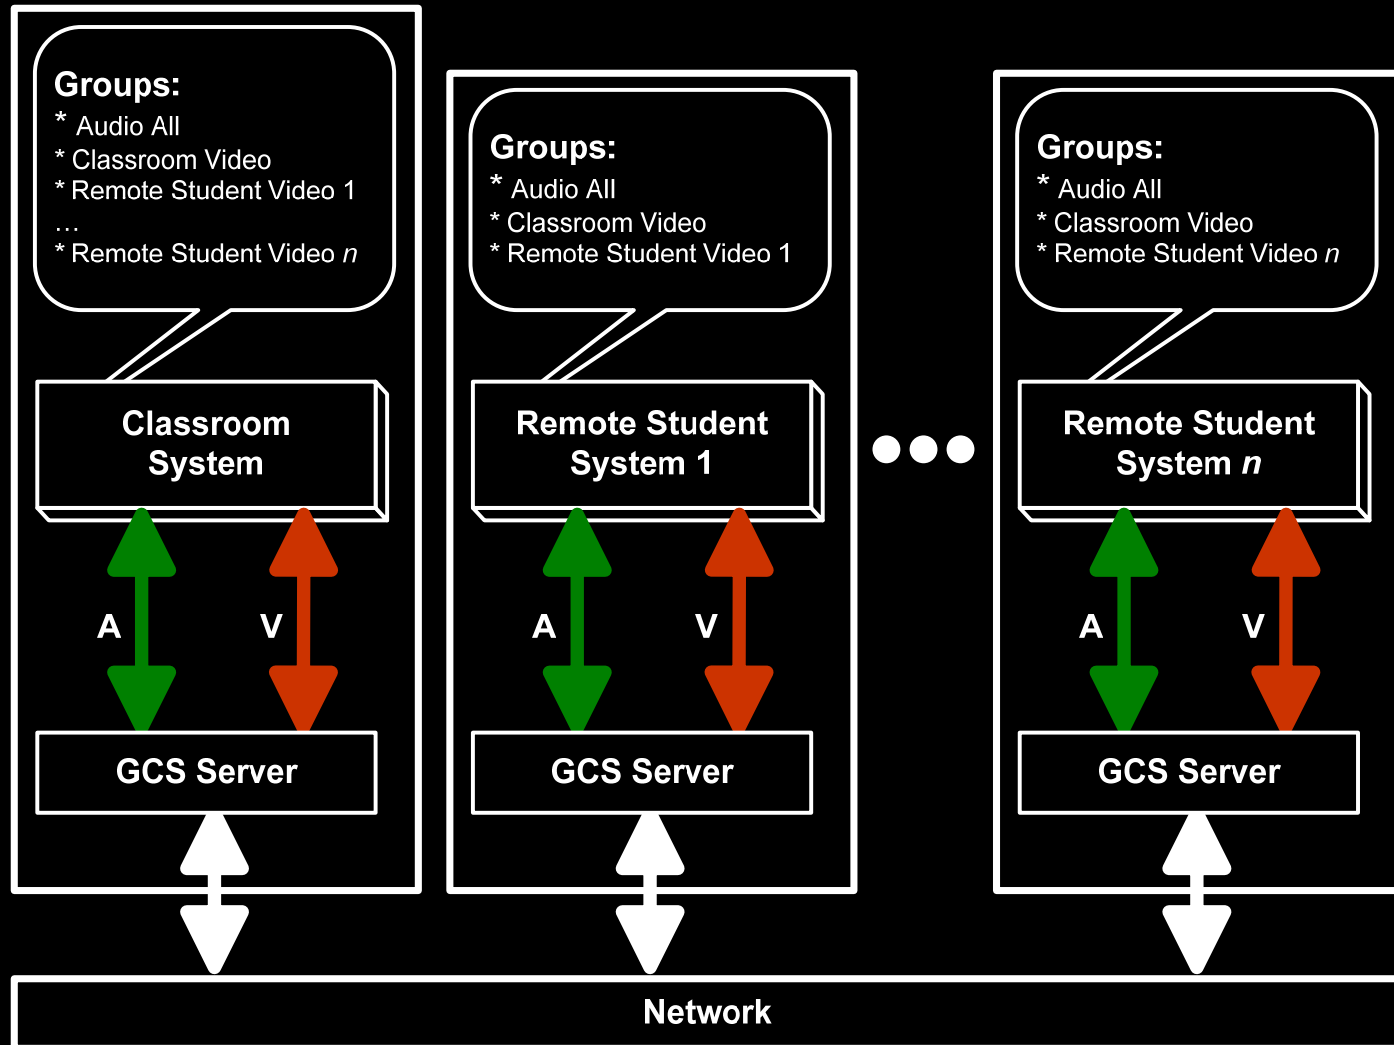 Groups:
* Audio All
* Classroom Video
* Remote Student Video 1
...
* Remote Student Video n
Classroom
System
A
V
GCS Server
Groups:
* Audio All
* Classroom Video
* Remote Student Video 1
Remote Student
System 1
A
V
GCS Server
Groups:
* Audio All
* Classroom Video
* Remote Student Video n
Remote Student
System n
A
V
GCS Server
Network